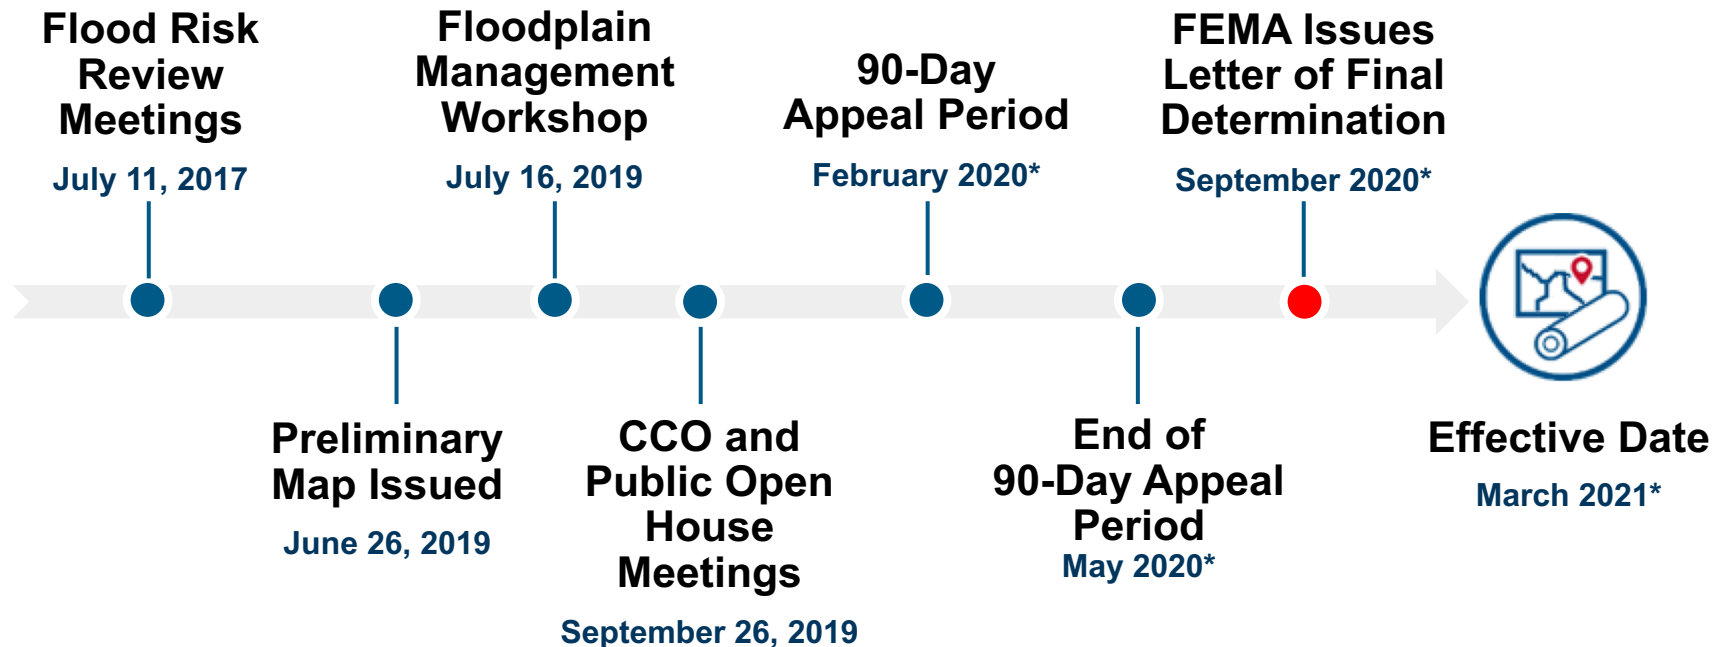 Flood Risk
Review
Meetings
July 11, 2017
Preliminary
Map Issued
June 26, 2019
Floodplain
Management
Workshop
July 16, 2019
CCO and
Public Open
House
Meetings
September 26, 2019
90-Day
Appeal Period
February 2020*
End of
90-Day Appeal
Period
May 2020*
FEMA Issues
Letter of Final
Determination
September 2020*
Effective Date
March 2021*